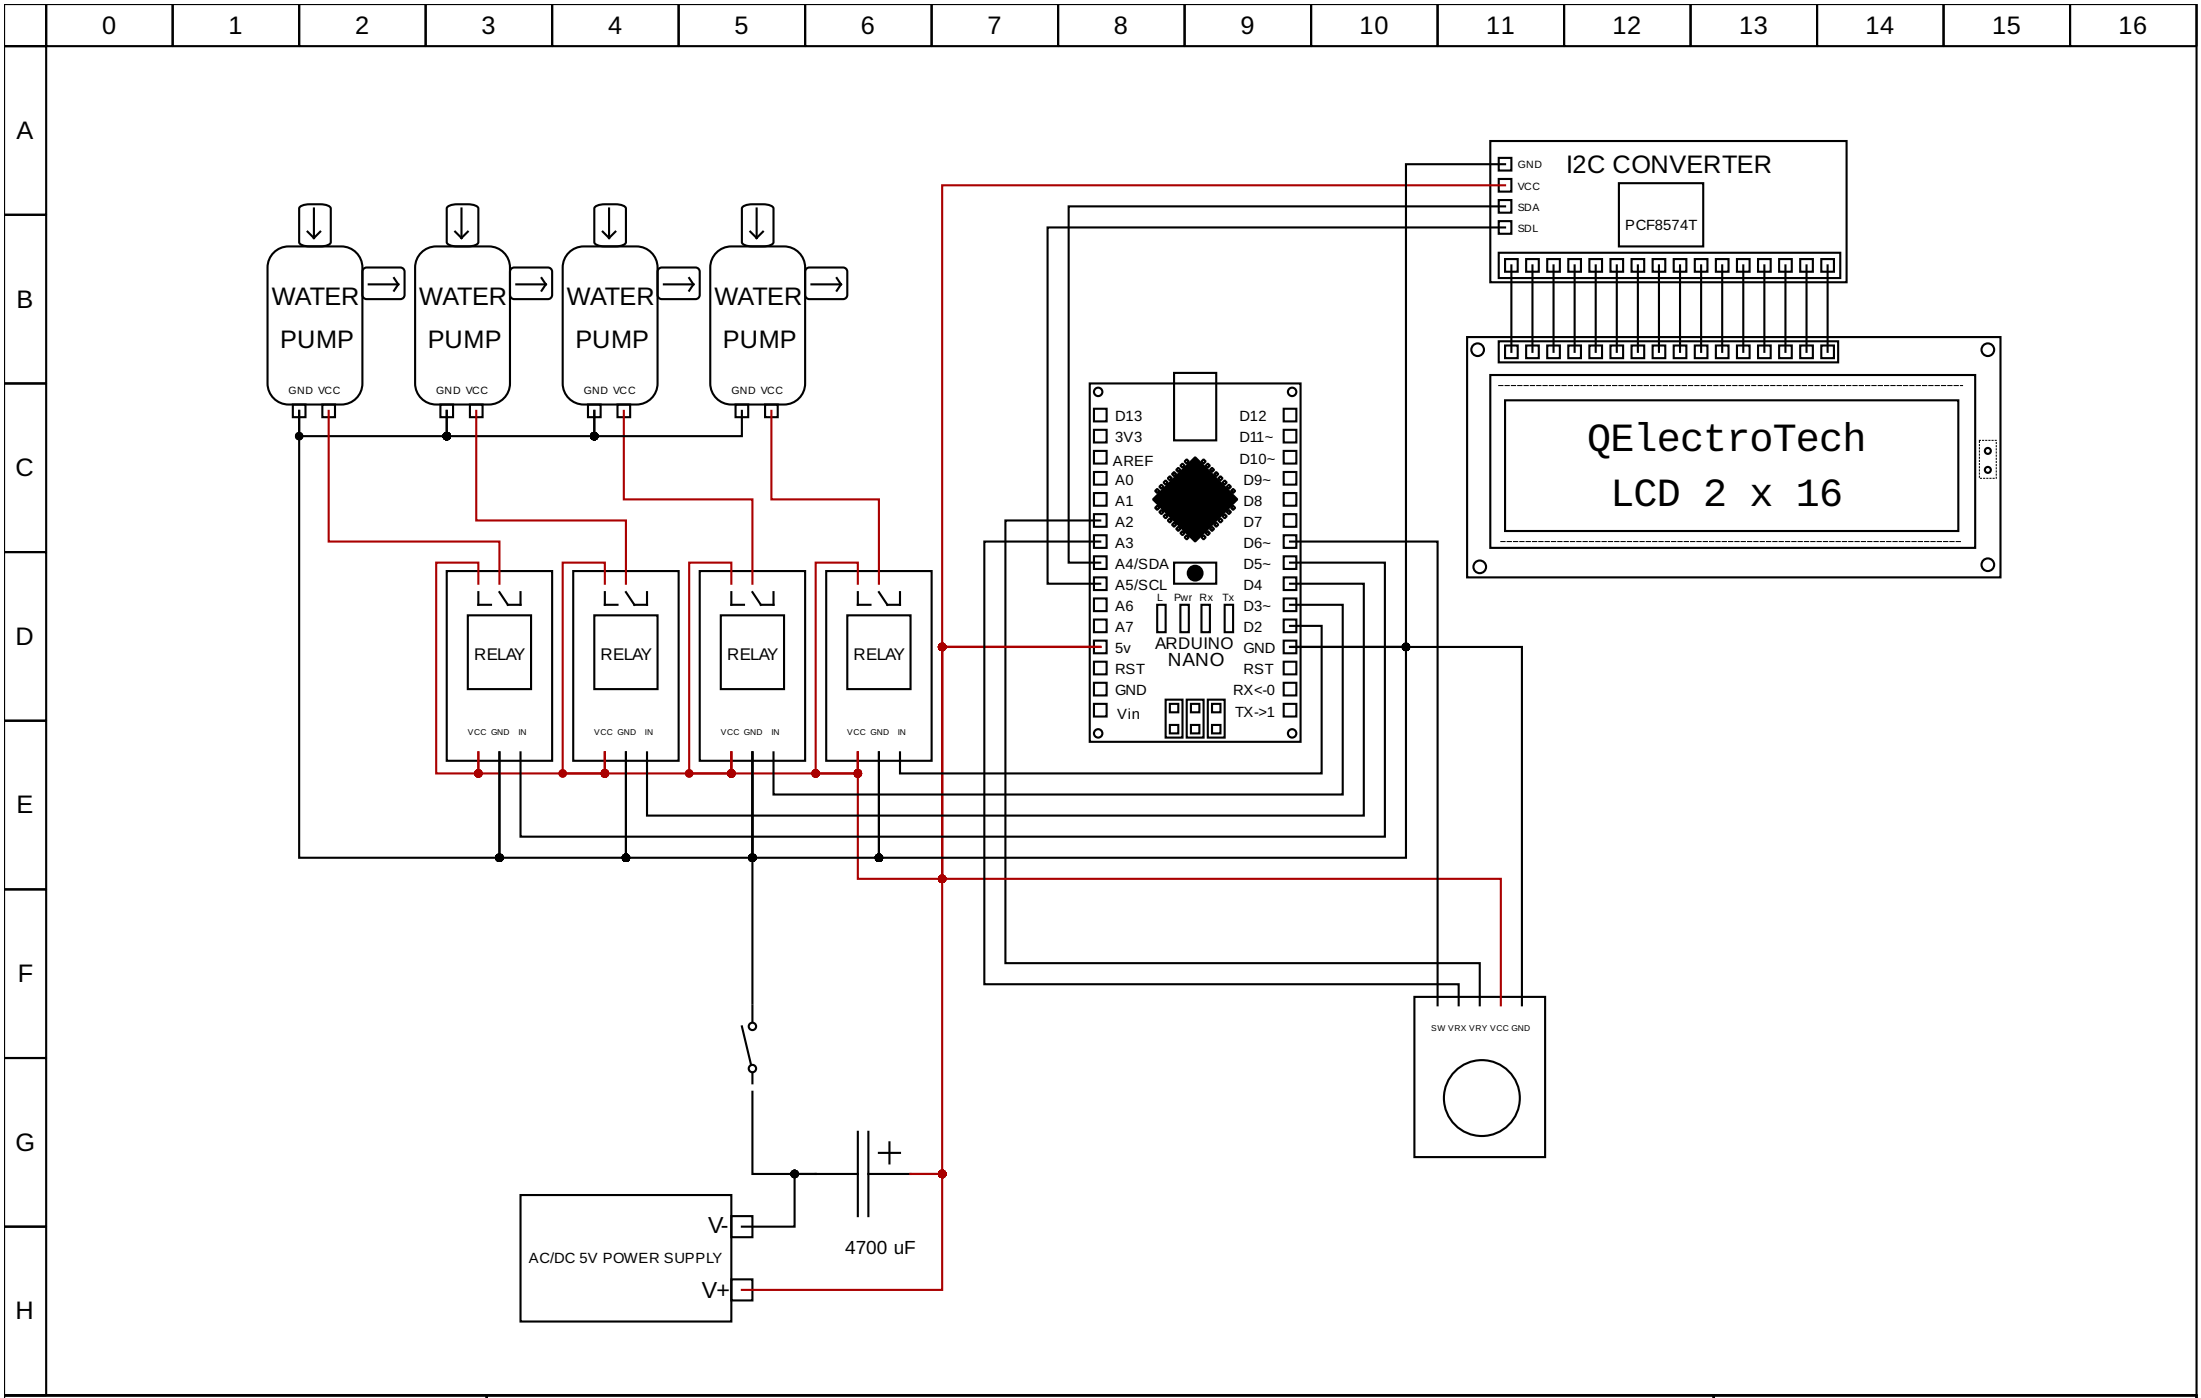 0 1 2 3 4 5 6 7 8 9 10 11 12 13 14 15 16
A
B
C
D
E
F
G
H
WATER PUMP
GND VCC
WATER PUMP
GND VCC
WATER PUMP
GND VCC
WATER PUMP
GND VCC
I2C CONVERTER
GND
VCC
SDA
SDL
PCF8574T
QElectroTech
LCD 2 x 16
D13
3V3
AREF
A0
A1
A2
A3
A4/SDA
A5/SCL
A6
A7
5v
RST
GND
Vin
D12
D11~
D10~
D9~
D8
D7
D6~
D5~
D4
D3~
D2
GND
RST
RX<-0
TX->1
L Pwr Rx Tx
ARDUINO
NANO
RELAY
VCC GND IN
RELAY
VCC GND IN
RELAY
VCC GND IN
RELAY
VCC GND IN
SW VRX VRY VCC GND
+
4700 uF
V-
AC/DC 5V POWER SUPPLY
V+